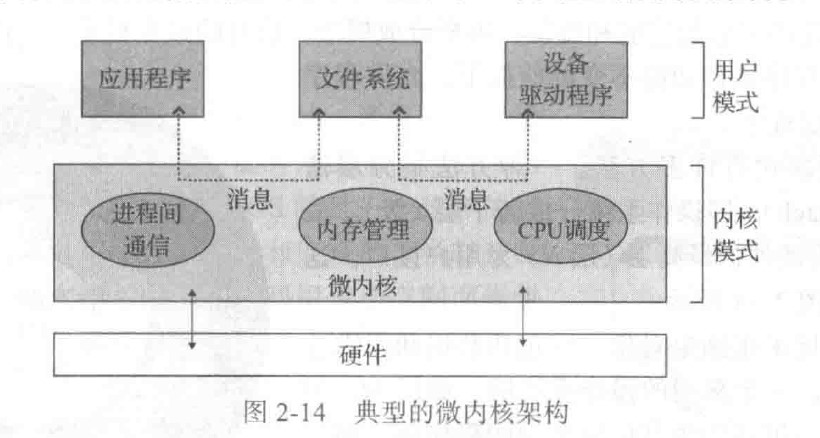 应用程序
文件系统
设备
驱动程序
用户
模式
消息
消息
进程间
通信
内存管理
CPU调度
内核
模式
微内核
硬件
图 2-14 典型的微内核架构